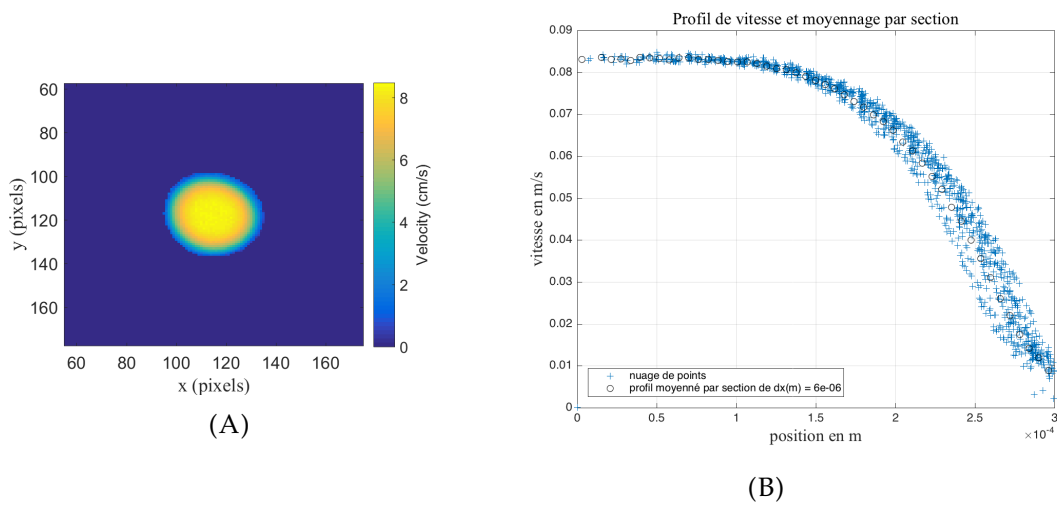 60
80
100
120
140
160
y (pixels)
60 80 100 120 140 160
x (pixels)
8
6
4
2
0
Velocity (cm/s)
(A)
Profil de vitesse et moyennage par section
0.09
0.08
0.07
0.06
0.05
0.04
0.03
0.02
0.01
0
vitesse en m/s
nuage de points
profil moyenné par section de dx(m) = 6e-06
0 0.5 1 1.5 2 2.5 3
×10⁻⁴
position en m
(B)